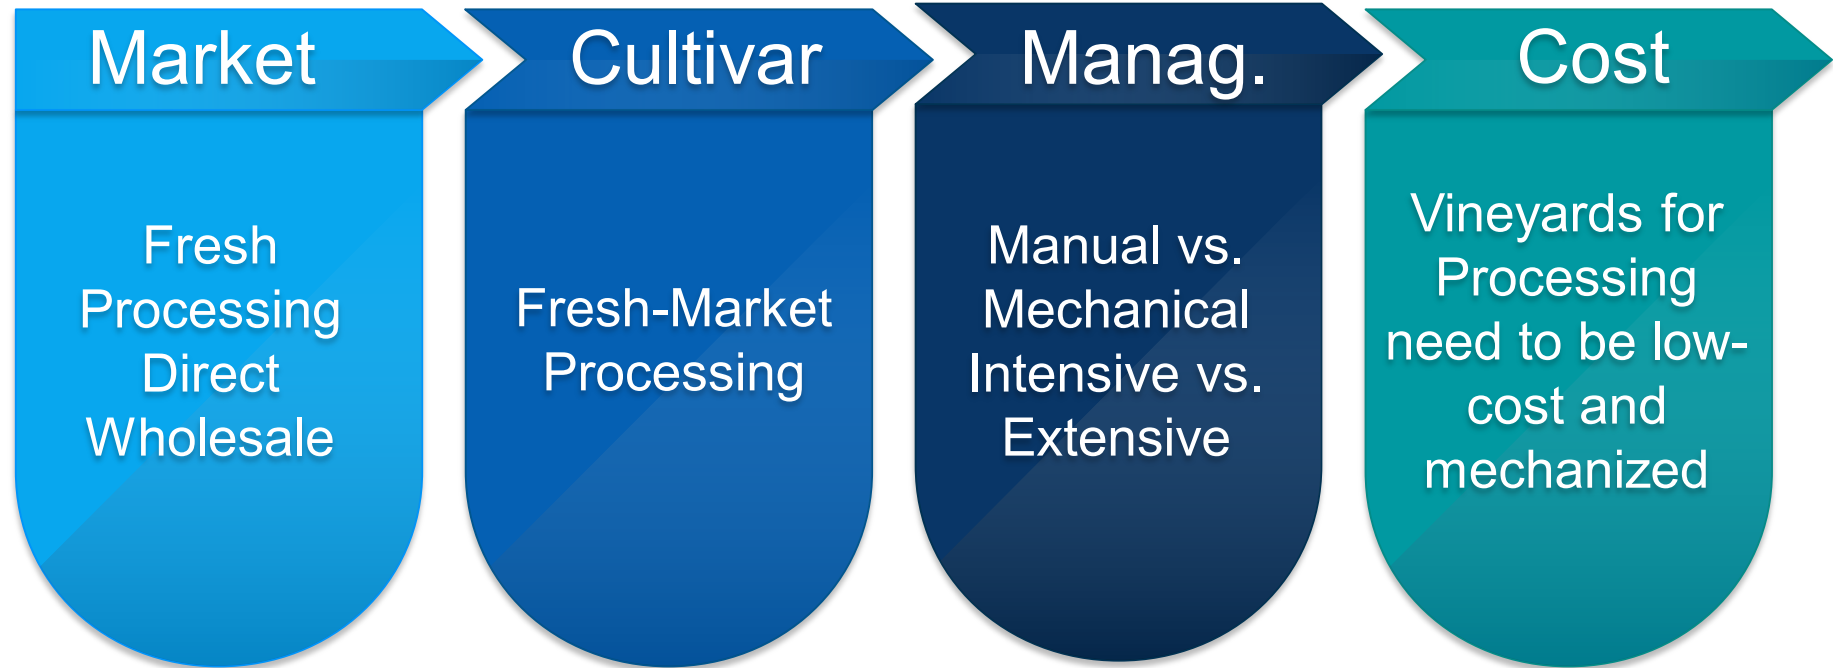 Market
Fresh
Processing
Direct
Wholesale
Cultivar
Fresh-Market
Processing
Manag.
Manual vs.
Mechanical
Intensive vs.
Extensive
Cost
Vineyards for
Processing
need to be low-
cost and
mechanized